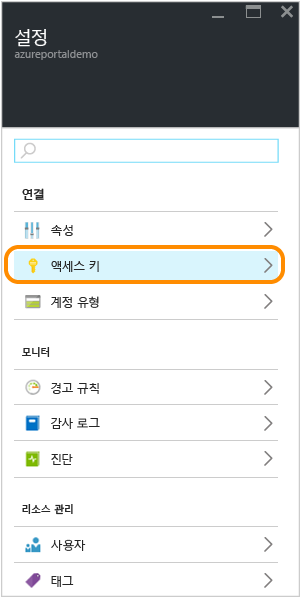 설정
azureportaldemo
연결
속성
액세스 키
계정 유형
모니터
경고 규칙
감사 로그
진단
리소스 관리
사용자
태그